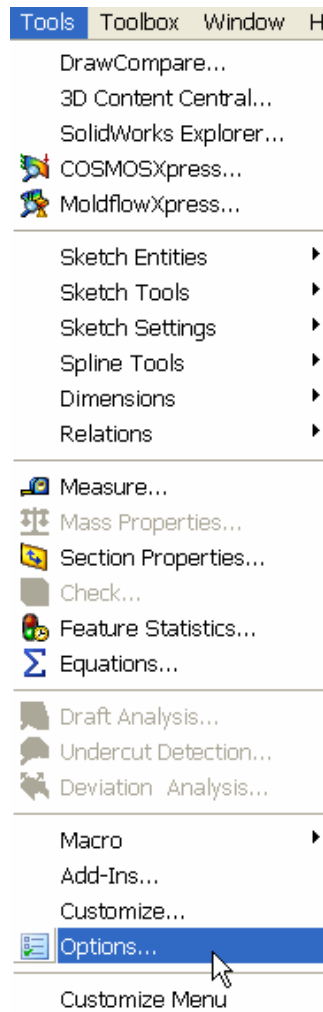 Tools Toolbox Window H
DrawCompare...
3D Content Central...
SolidWorks Explorer...
COSMOSXpress...
MoldflowXpress...
Sketch Entities
Sketch Tools
Sketch Settings
Spline Tools
Dimensions
Relations
Measure...
Mass Properties...
Section Properties...
Check...
Feature Statistics...
Equations...
Draft Analysis...
Undercut Detection...
Deviation Analysis...
Macro
Add-Ins...
Customize...
Options...
Customize Menu